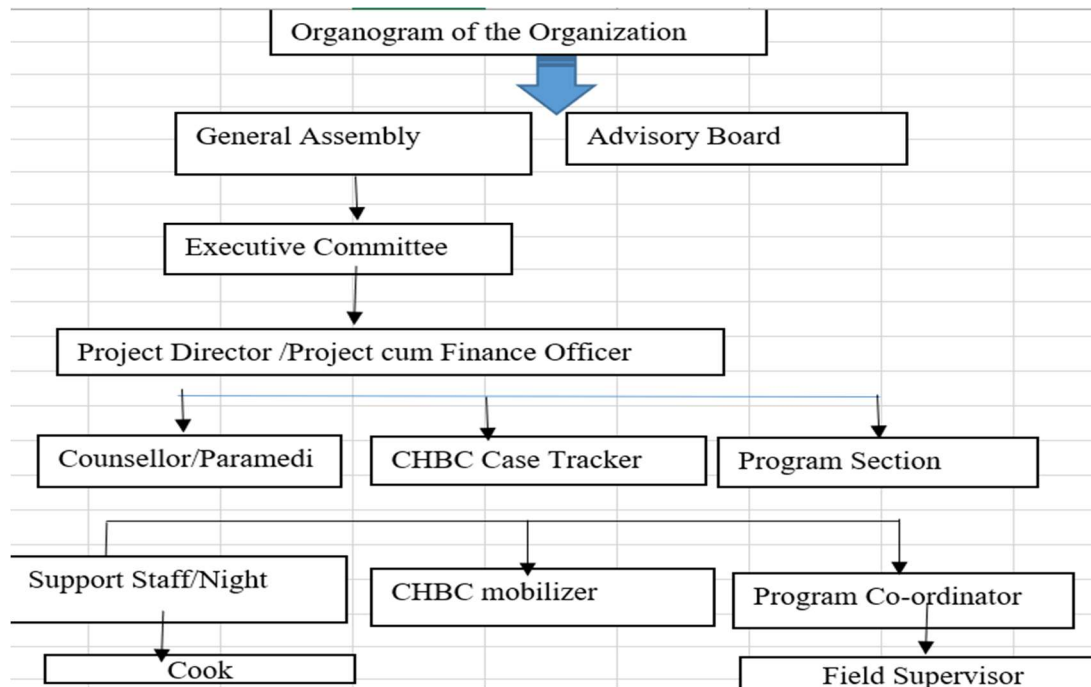 Organogram of the Organization
General Assembly
Advisory Board
Executive Committee
Project Director /Project cum Finance Officer
Counsellor/Paramedi
CHBC Case Tracker
Program Section
Support Staff/Night
CHBC mobilizer
Program Co-ordinator
Cook
Field Supervisor